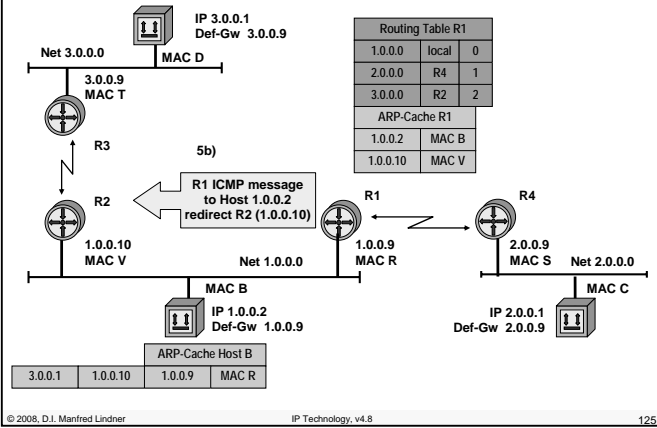 IP 3.0.0.1
Def-Gw 3.0.0.9
Net 3.0.0.0
MAC D
3.0.0.9
MAC T
R3
Routing Table R1
1.0.0.0 local 0
2.0.0.0 R4 1
3.0.0.0 R2 2
ARP-Cache R1
1.0.0.2 MAC B
1.0.0.10 MAC V
5b)
R1 ICMP message
to Host 1.0.0.2
redirect R2 (1.0.0.10)
R2
R1
R4
1.0.0.10
MAC V
Net 1.0.0.0
1.0.0.9
MAC R
2.0.0.9
MAC S
Net 2.0.0.0
MAC B
MAC C
IP 1.0.0.2
Def-Gw 1.0.0.9
IP 2.0.0.1
Def-Gw 2.0.0.9
ARP-Cache Host B
3.0.0.1 1.0.0.10 1.0.0.9 MAC R
© 2008, D.I. Manfred Lindner
IP Technology, v4.8
125